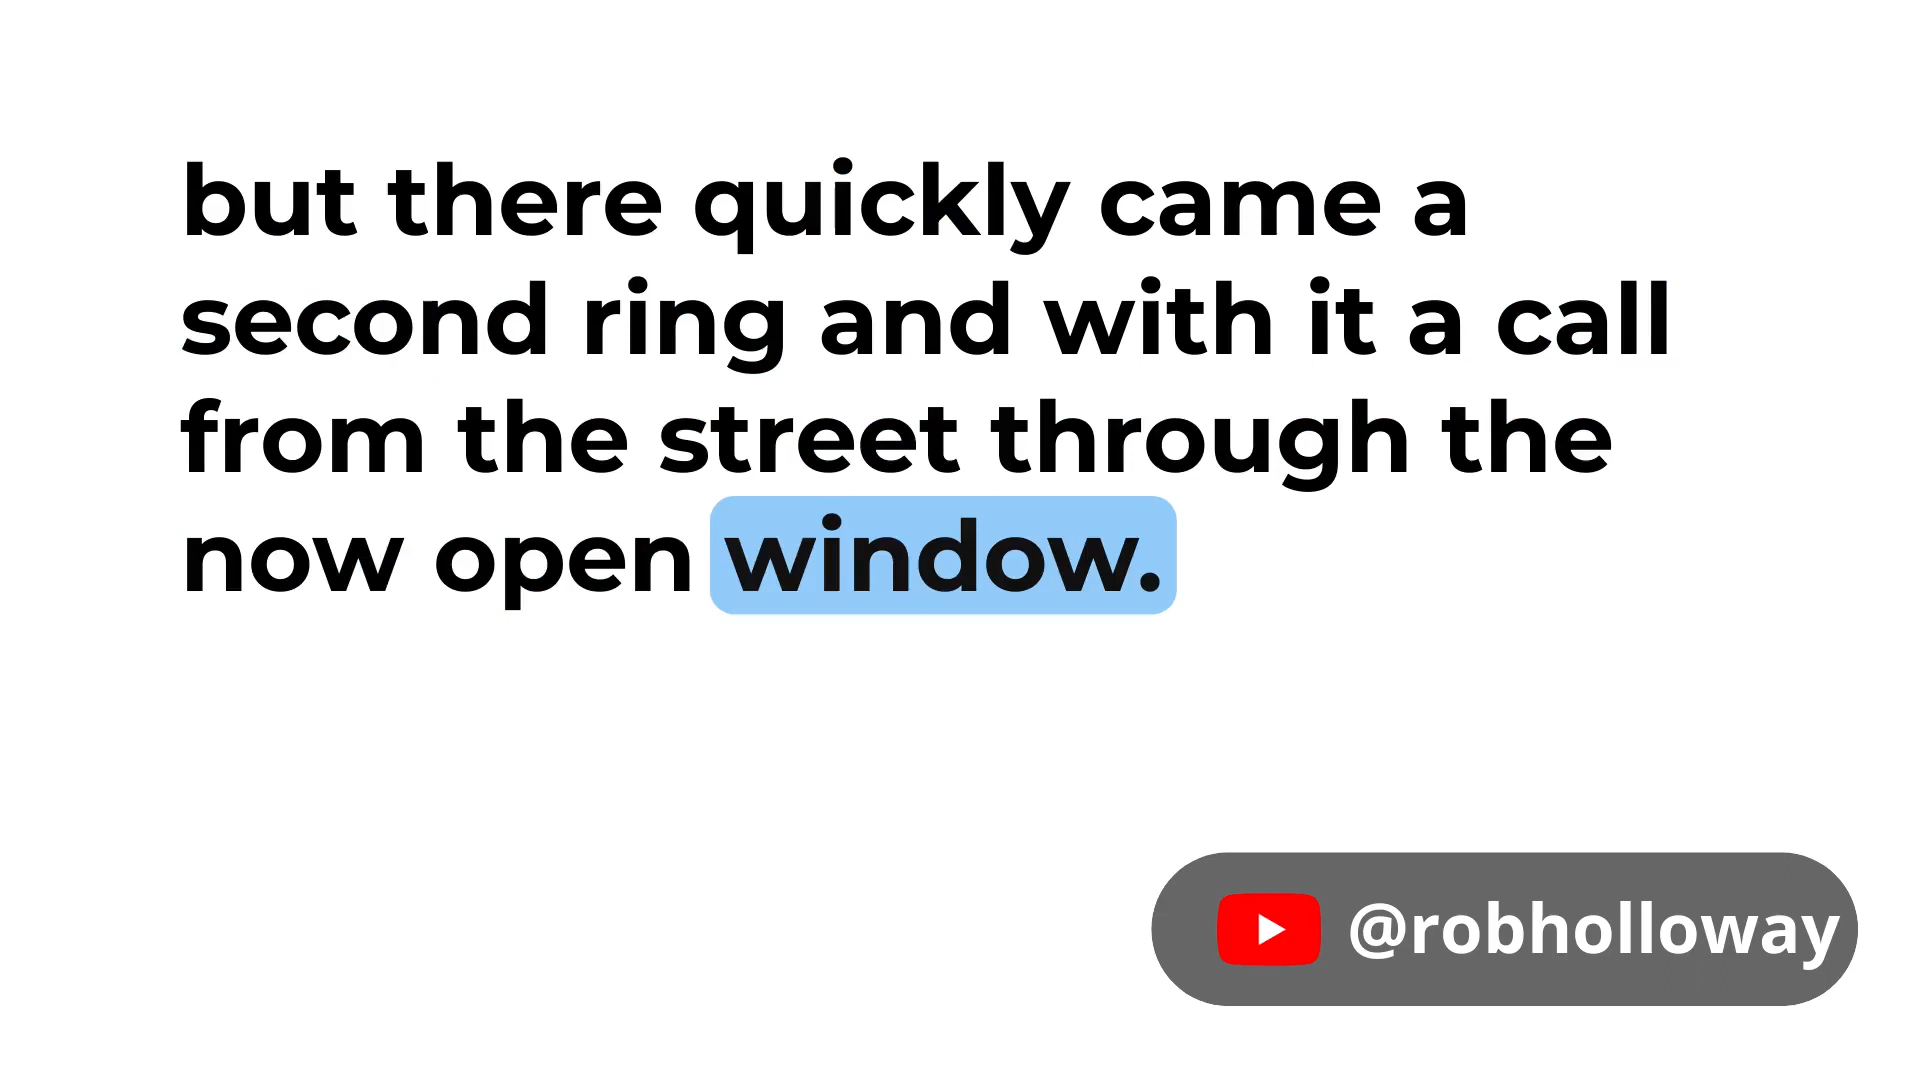 but there quickly came a
second ring and with it a call
from the street through the
now open window.
@robholloway